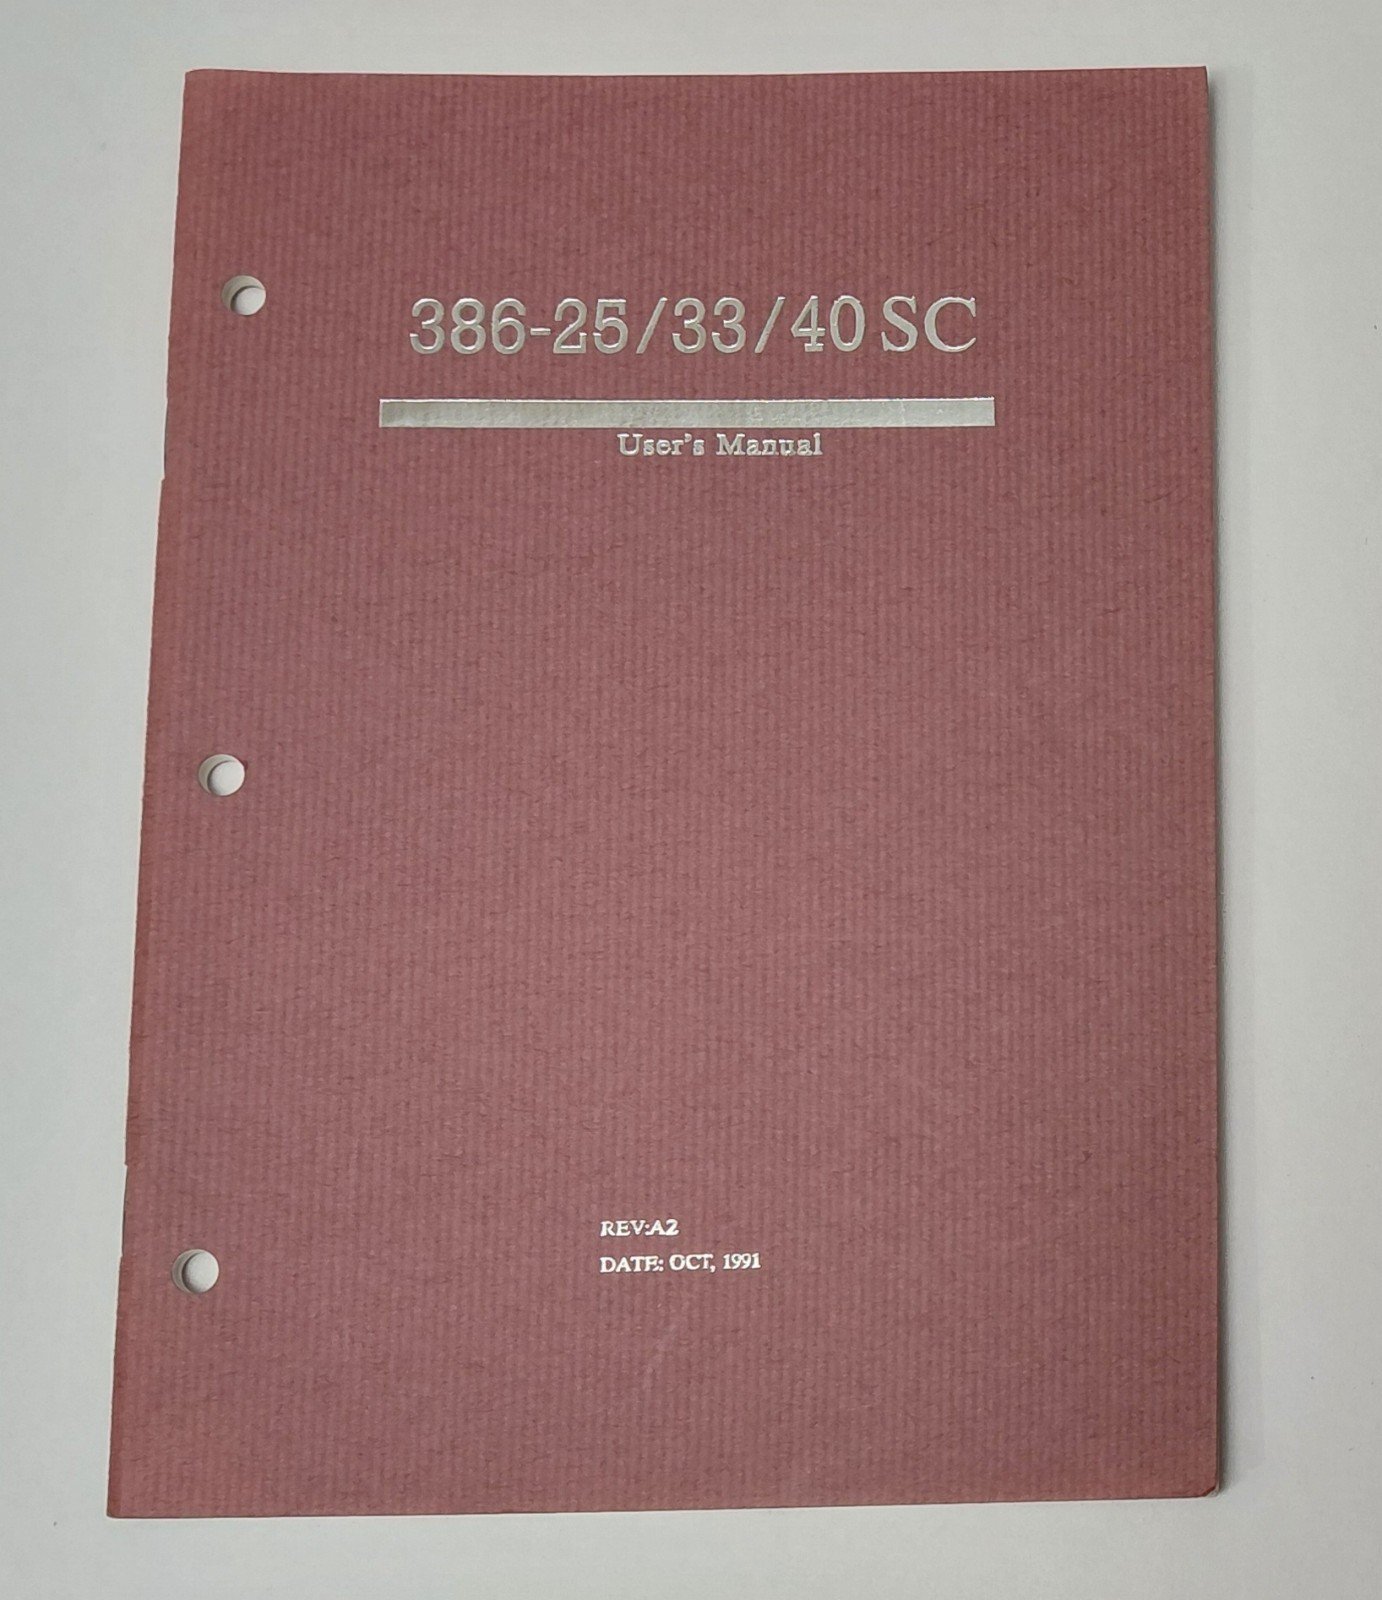 386-25/33/40 SC
User's Manual
REV:A2
DATE: OCT, 1991